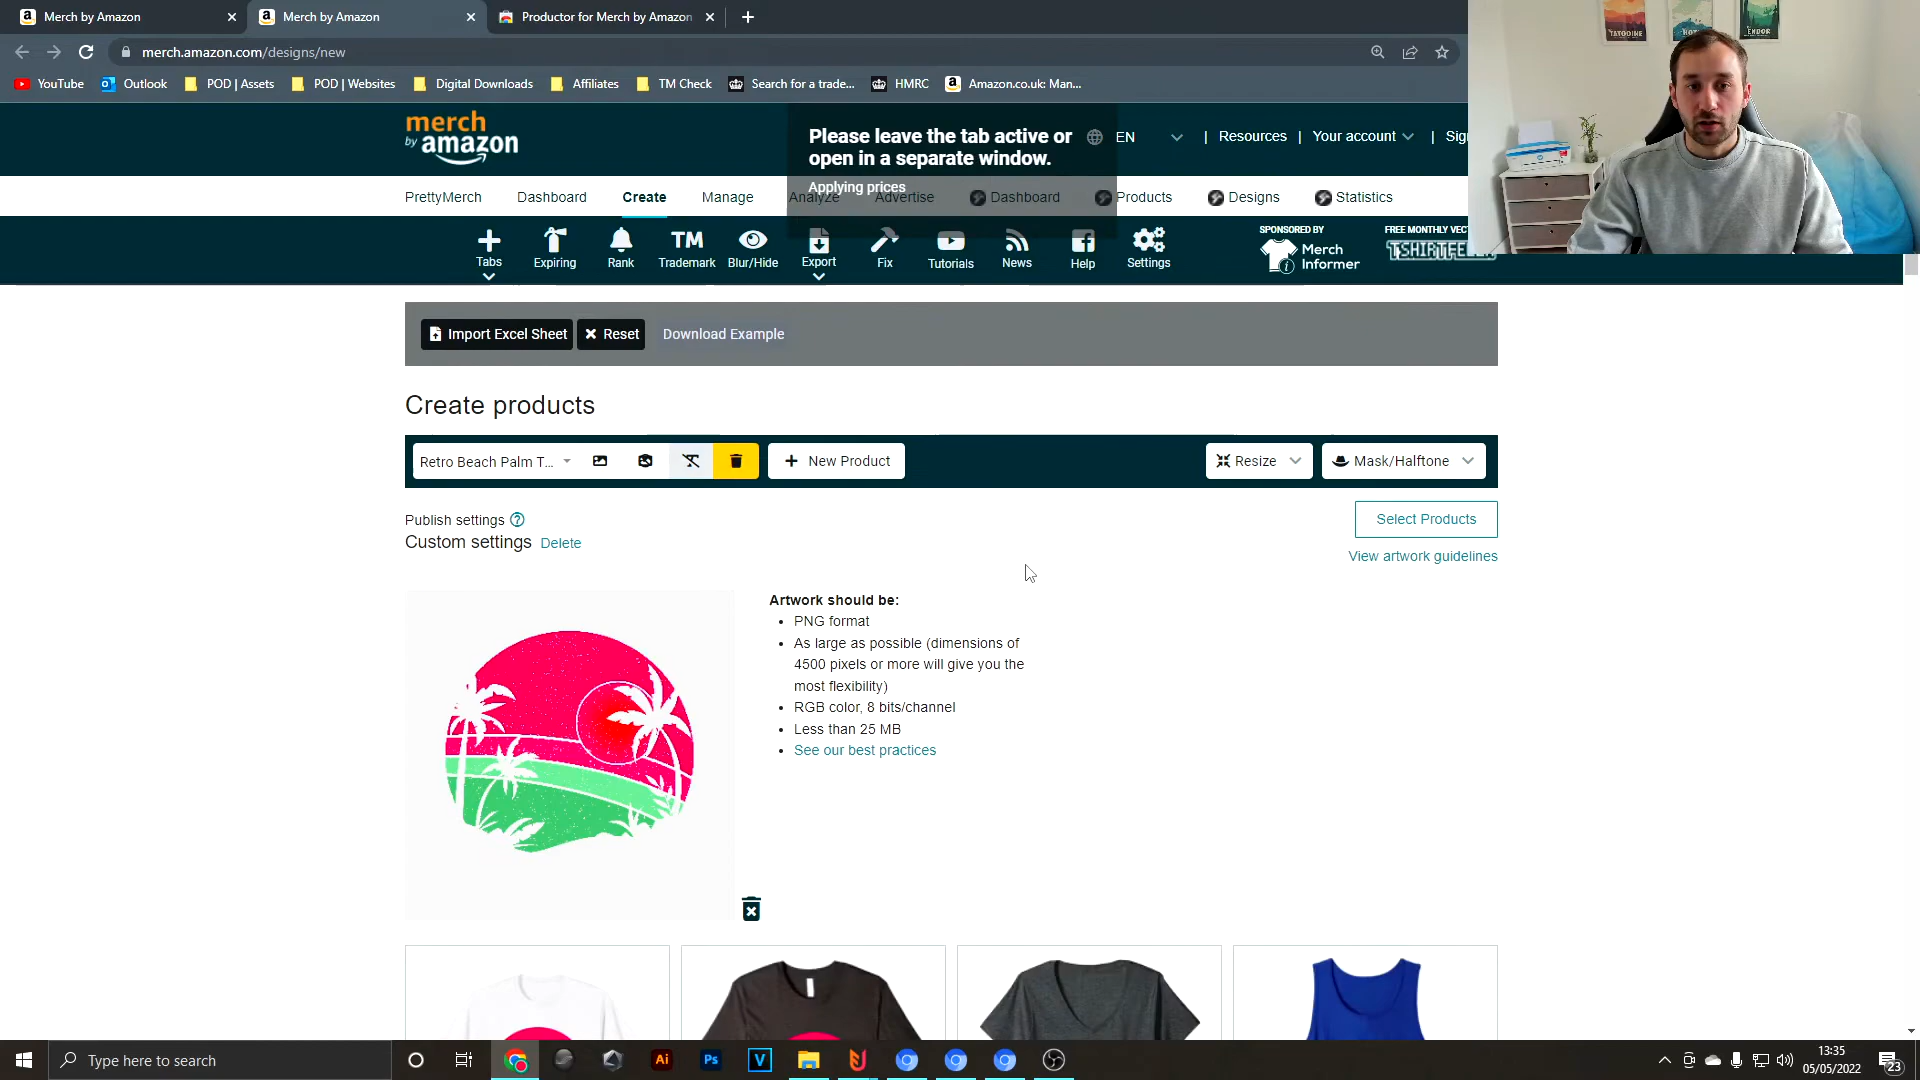 Merch by Amazon
Merch by Amazon
Productor for Merch by Amazon
merch.amazon.com/designs/new
YouTube
Outlook
POD | Assets
POD | Websites
Digital Downloads
Affiliates
TM Check
Search for a trade...
HMRC
Amazon.co.uk: Man...
TATOOINE
HOTH
ENDOR
merch
by amazon
Please leave the tab active or
open in a separate window.
Applying prices
EN
|
Resources
|
Your account
|
Sig
PrettyMerch
Dashboard
Create
Manage
Analyze
Advertise
Dashboard
Products
Designs
Statistics
Tabs
Expiring
Rank
TM
Trademark
Blur/Hide
Export
Fix
Tutorials
News
Help
Settings
SPONSORED BY
Merch
Informer
FREE MONTHLY VECT
Import Excel Sheet
Reset
Download Example
Create products
Retro Beach Palm T...
New Product
Resize
Mask/Halftone
Publish settings
Custom settings
Delete
Select Products
View artwork guidelines
Artwork should be:
• PNG format
• As large as possible (dimensions of
4500 pixels or more will give you the
most flexibility)
• RGB color, 8 bits/channel
• Less than 25 MB
• See our best practices
Type here to search
Ai
Ps
V
13:35
05/05/2022
23